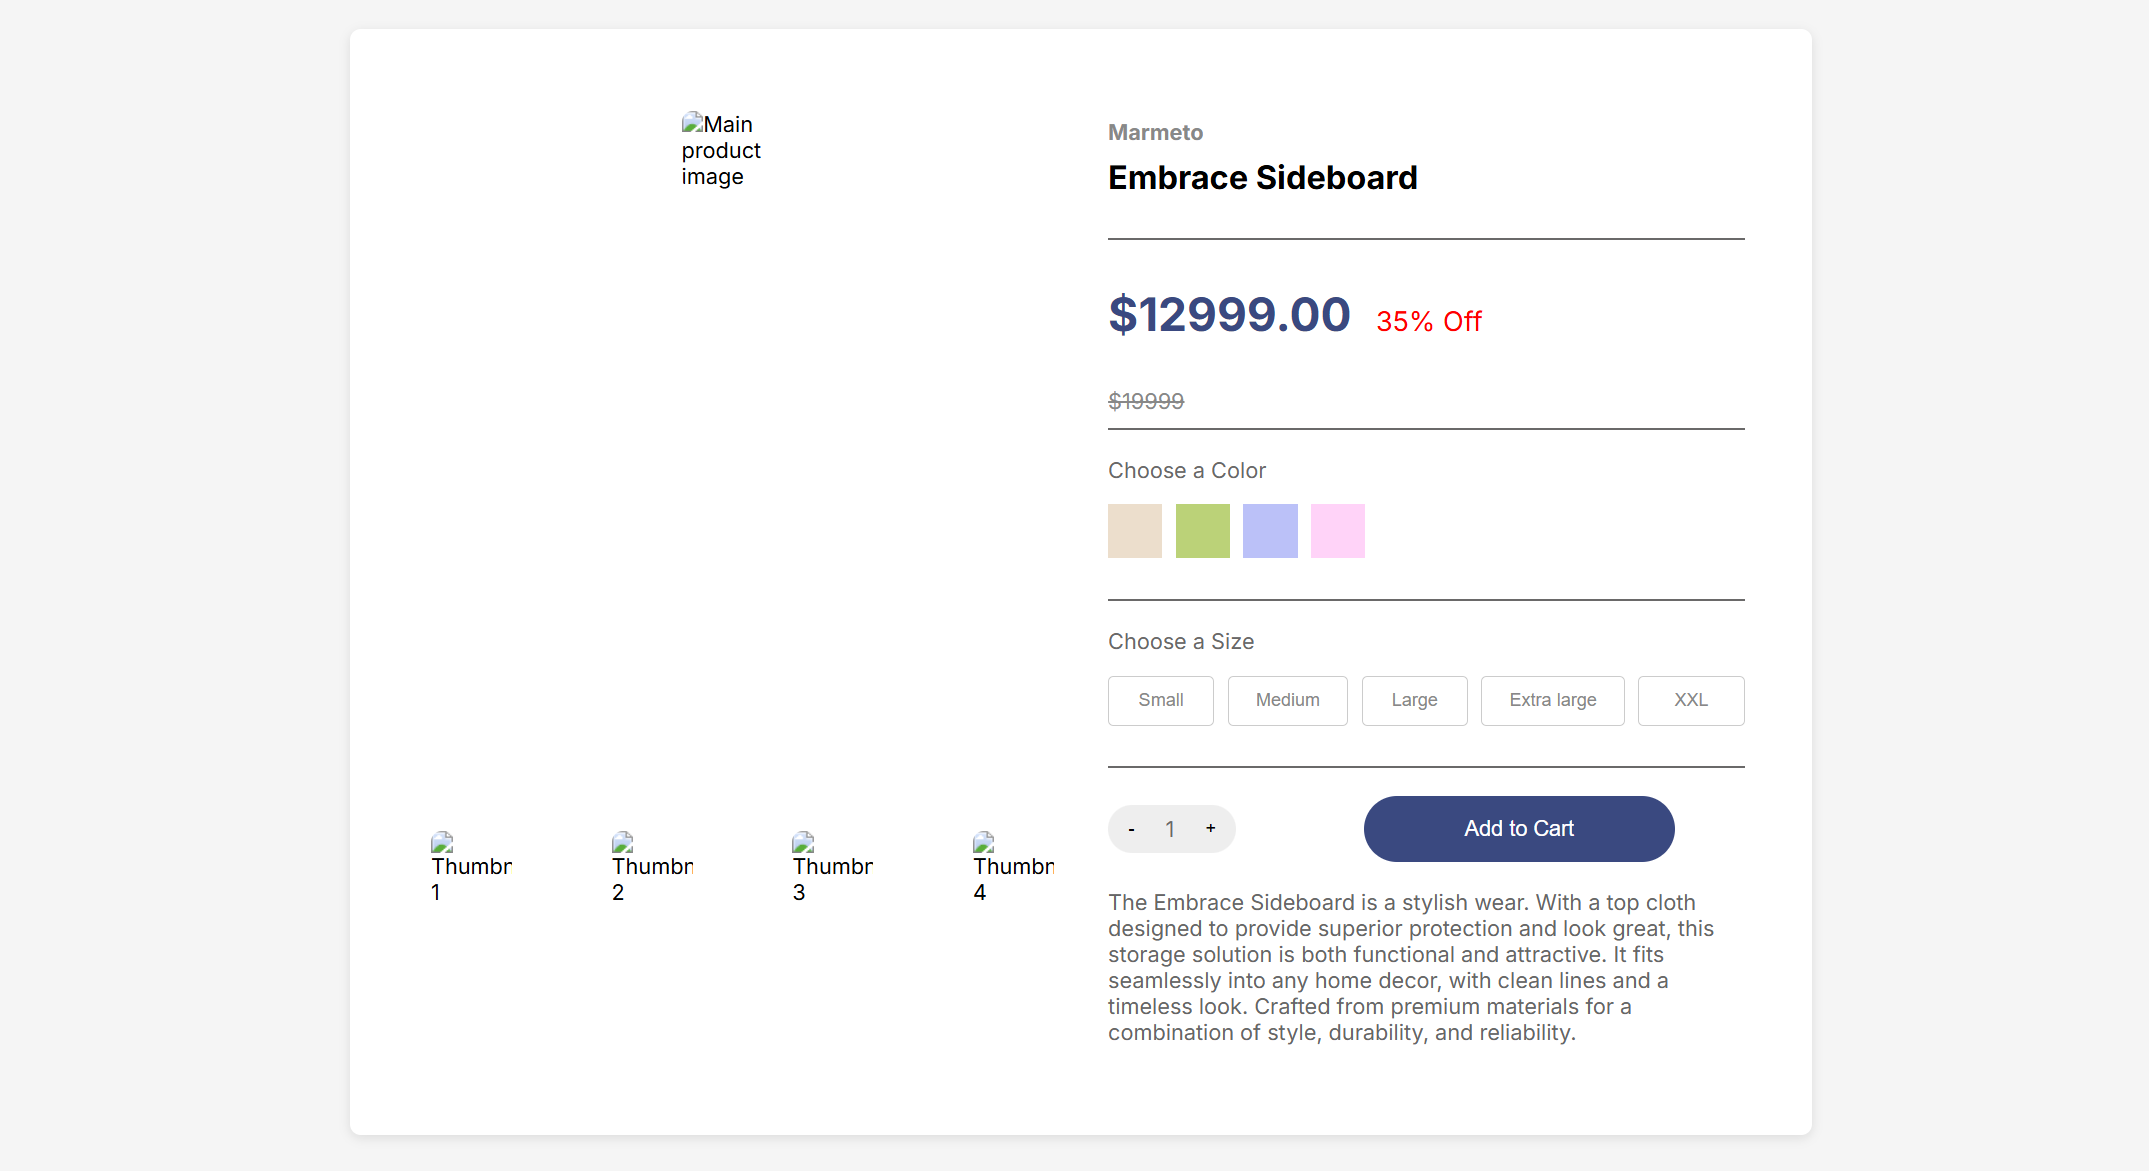 Main
product
image
Thumbr
1
Thumbr
2
Thumbr
3
Thumbr
4
Marmeto
Embrace Sideboard
$12999.00 35% Off
$19999
Choose a Color
Choose a Size
Small Medium Large Extra large XXL
- 1 + Add to Cart
The Embrace Sideboard is a stylish wear. With a top cloth
designed to provide superior protection and look great, this
storage solution is both functional and attractive. It fits
seamlessly into any home decor, with clean lines and a
timeless look. Crafted from premium materials for a
combination of style, durability, and reliability.